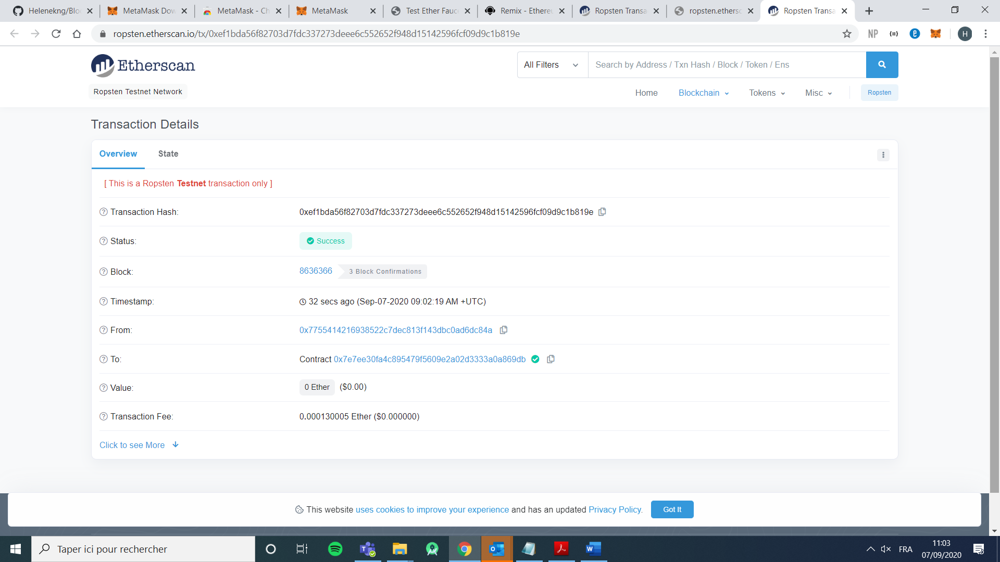 Helenekng/Bloc
MetaMask Dow
MetaMask - Ch
MetaMask
Test Ether Fauc
Remix - Ethereu
Ropsten Transa
ropsten.ethersc
Ropsten Transa
ropsten.etherscan.io/tx/0xef1bda56f82703d7fdc337273deee6c552652f948d15142596fcf09d9c1b819e
NP
H
Etherscan
All Filters
Search by Address / Txn Hash / Block / Token / Ens
Ropsten Testnet Network
Home
Blockchain
Tokens
Misc
Ropsten
Transaction Details
Overview
State
[ This is a Ropsten Testnet transaction only ]
Transaction Hash:
0xef1bda56f82703d7fdc337273deee6c552652f948d15142596fcf09d9c1b819e
Status:
Success
Block:
8636366
3 Block Confirmations
Timestamp:
32 secs ago (Sep-07-2020 09:02:19 AM +UTC)
From:
0x7755414216938522c7dec813f143dbc0ad6dc84a
To:
Contract 0x7e7ee30fa4c895479f5609e2a02d3333a0a869db
Value:
0 Ether ($0.00)
Transaction Fee:
0.000130005 Ether ($0.000000)
Click to see More
This website uses cookies to improve your experience and has an updated Privacy Policy.
Got It
Taper ici pour rechercher
FRA
11:03
07/09/2020